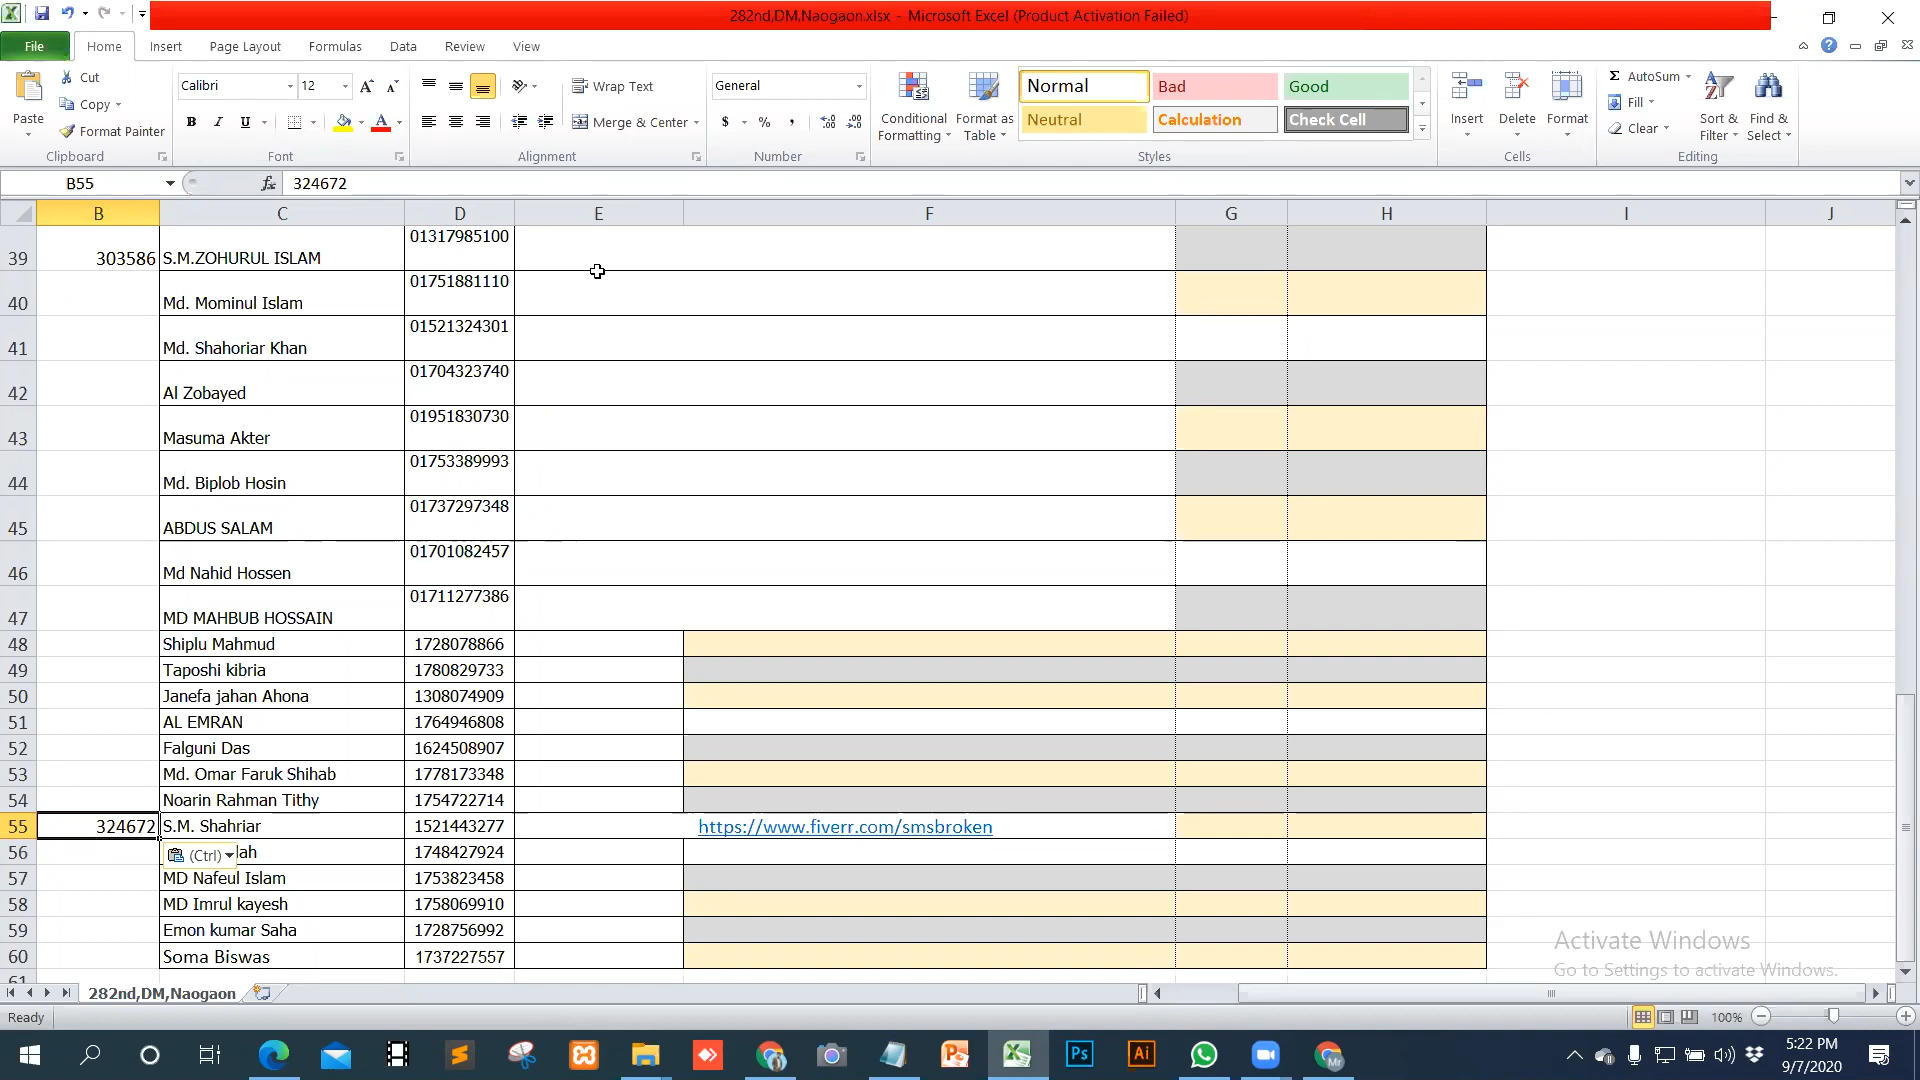 282nd,DM,Naogaon.xlsx - Microsoft Excel (Product Activation Failed)
File Home Insert Page Layout Formulas Data Review View
Paste Cut Copy Format Painter Clipboard
Calibri 12 A A B I U A Font
Wrap Text Merge & Center Alignment
General $ % , Number
Conditional Formatting Format as Table Normal Bad Good Neutral Calculation Check Cell Styles
Insert Delete Format Cells
Σ AutoSum Fill Clear Sort & Filter Find & Select Editing
B55 fx 324672
B C D E F G H I J
39 303586 S.M.ZOHURUL ISLAM 01317985100
40 Md. Mominul Islam 01751881110
41 Md. Shahoriar Khan 01521324301
42 Al Zobayed 01704323740
43 Masuma Akter 01951830730
44 Md. Biplob Hosin 01753389993
45 ABDUS SALAM 01737297348
46 Md Nahid Hossen 01701082457
47 MD MAHBUB HOSSAIN 01711277386
48 Shiplu Mahmud 1728078866
49 Taposhi kibria 1780829733
50 Janefa jahan Ahona 1308074909
51 AL EMRAN 1764946808
52 Falguni Das 1624508907
53 Md. Omar Faruk Shihab 1778173348
54 Noarin Rahman Tithy 1754722714
55 324672 S.M. Shahriar 1521443277 https://www.fiverr.com/smsbroken
56 (Ctrl) lah 1748427924
57 MD Nafeul Islam 1753823458
58 MD Imrul kayesh 1758069910
59 Emon kumar Saha 1728756992
60 Soma Biswas 1737227557
61
Activate Windows
Go to Settings to activate Windows.
282nd,DM,Naogaon
Ready 100%
Ps Ai Mr
5:22 PM
9/7/2020